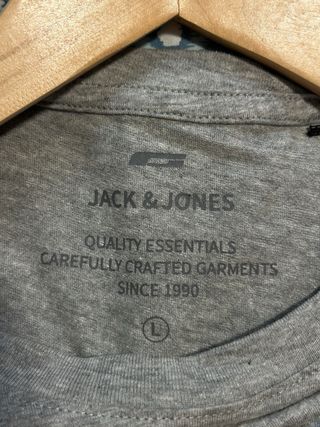 JACK & JONES
QUALITY ESSENTIALS
CAREFULLY CRAFTED GARMENTS
SINCE 1990
L